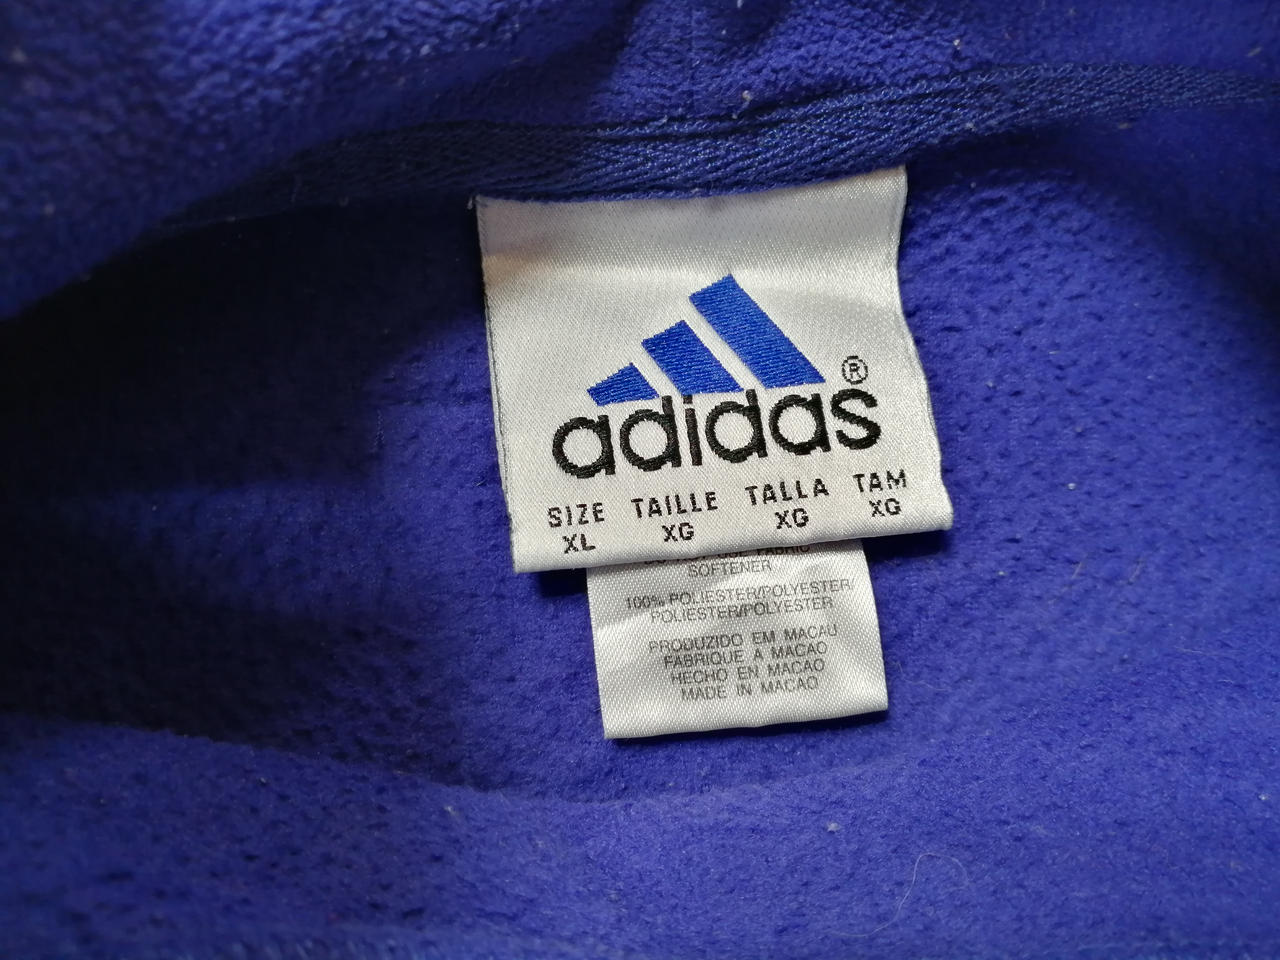 adidas®
SIZE TAILLE TALLA TAM
XL XG XG XG
FABRIC
SOFTENER
100% POLIESTER/POLYESTER
POLIESTER/POLYESTER
PRODUZIDO EM MACAU
FABRIQUE A MACAO
HECHO EN MACAO
MADE IN MACAO